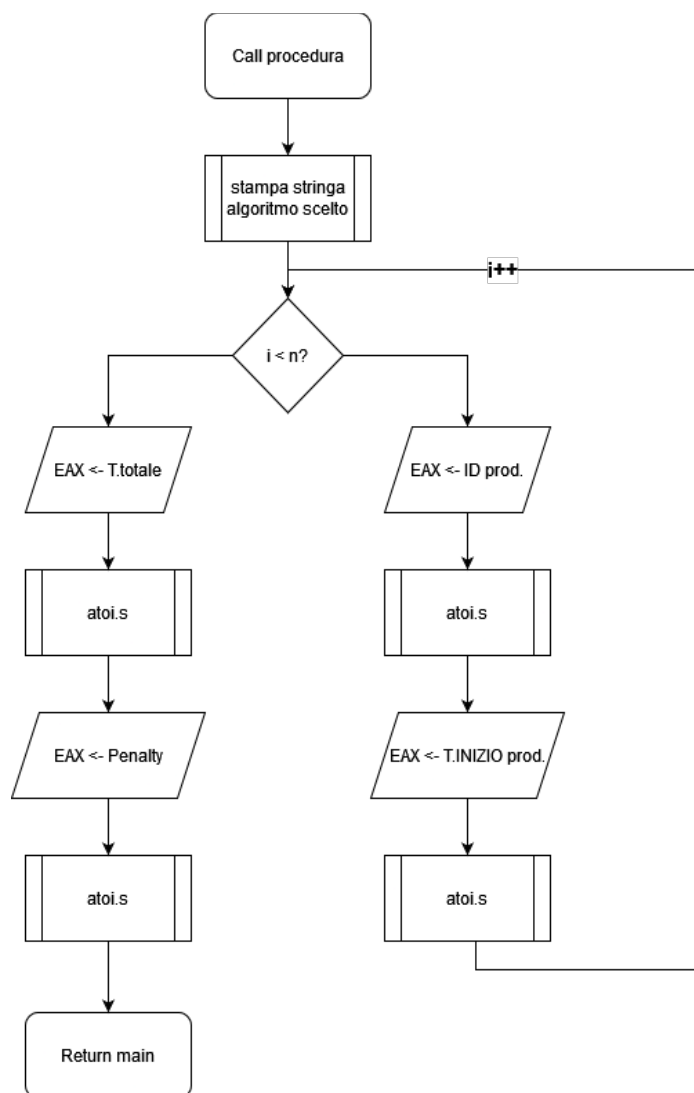 Call procedura
stampa stringa
algoritmo scelto
i++
i < n?
EAX <- T.totale
EAX <- ID prod.
atoi.s
atoi.s
EAX <- Penalty
EAX <- T.INIZIO prod.
atoi.s
atoi.s
Return main